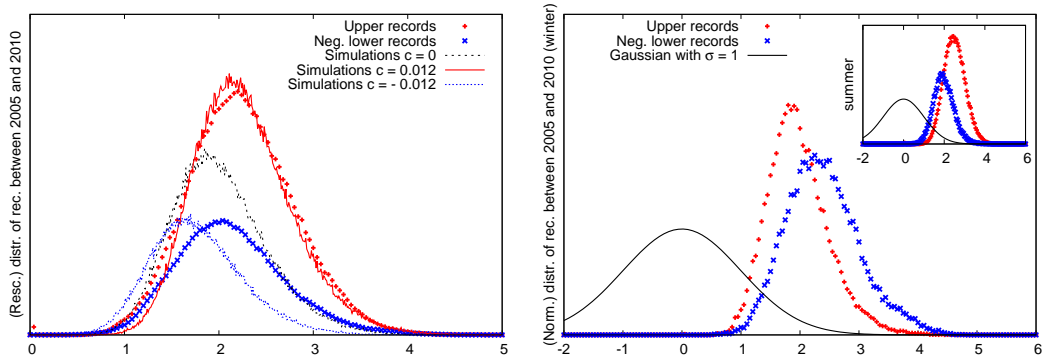 (Resc.) distr. of rec. between 2005 and 2010
Upper records
Neg. lower records
Simulations c = 0
Simulations c = 0.012
Simulations c = - 0.012
0 1 2 3 4 5
(Norm.) distr. of rec. between 2005 and 2010 (winter)
Upper records
Neg. lower records
Gaussian with σ = 1
-2 -1 0 1 2 3 4 5 6
summer
-2 0 2 4 6